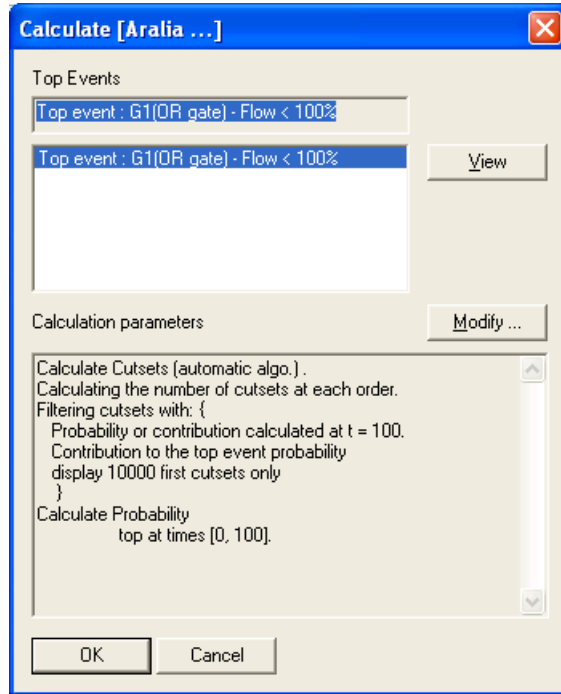 Calculate [Aralia ...]
Top Events
Top event : G1(OR gate) - Flow < 100%
Top event : G1(OR gate) - Flow < 100%
View
Calculation parameters
Modify ...
Calculate Cutsets (automatic algo.) .
Calculating the number of cutsets at each order.
Filtering cutsets with: {
Probability or contribution calculated at t = 100.
Contribution to the top event probability
display 10000 first cutsets only
}
Calculate Probability
top at times [0, 100].
OK
Cancel